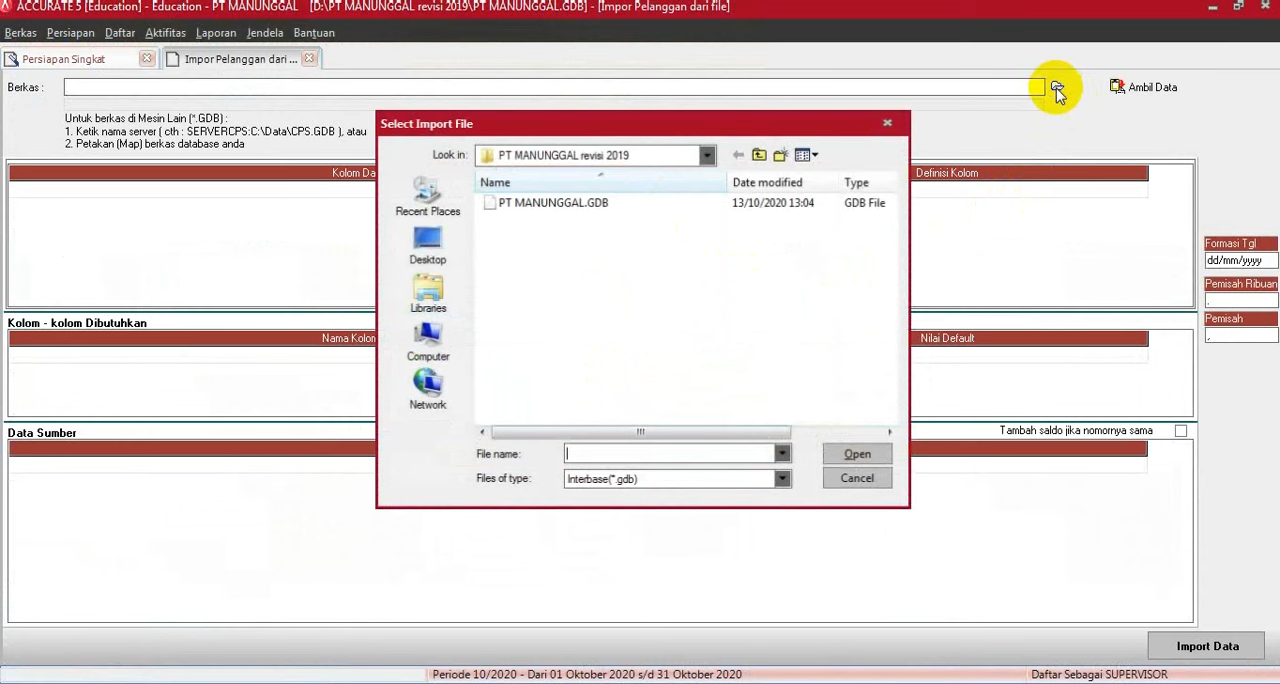 ACCURATE 5 [Education] - Education - PT MANUNGGAL    [D:\PT MANUNGGAL revisi 2019\PT MANUNGGAL.GDB] - [Impor Pelanggan dari file]
Berkas Persiapan Daftar Aktifitas Laporan Jendela Bantuan
Persiapan Singkat
Impor Pelanggan dari ...
Berkas :
Ambil Data
Untuk berkas di Mesin Lain (*.GDB) :
1. Ketik nama server ( cth : SERVERCPS:C:\Data\CPS.GDB ), atau
2. Petakan (Map) berkas database anda
Kolom Da
Definisi Kolom
Select Import File
Look in: PT MANUNGGAL revisi 2019
Name Date modified Type
PT MANUNGGAL.GDB 13/10/2020 13:04 GDB File
Recent Places
Desktop
Libraries
Computer
Network
File name:
Open
Files of type: Interbase(*.gdb)
Cancel
Formasi Tgl
dd/mm/yyyy
Pemisah Ribuan
.
Pemisah
,
Kolom - kolom Dibutuhkan
Nama Kolon
Nilai Default
Data Sumber
Tambah saldo jika nomornya sama
Import Data
Periode 10/2020 - Dari 01 Oktober 2020 s/d 31 Oktober 2020
Daftar Sebagai SUPERVISOR